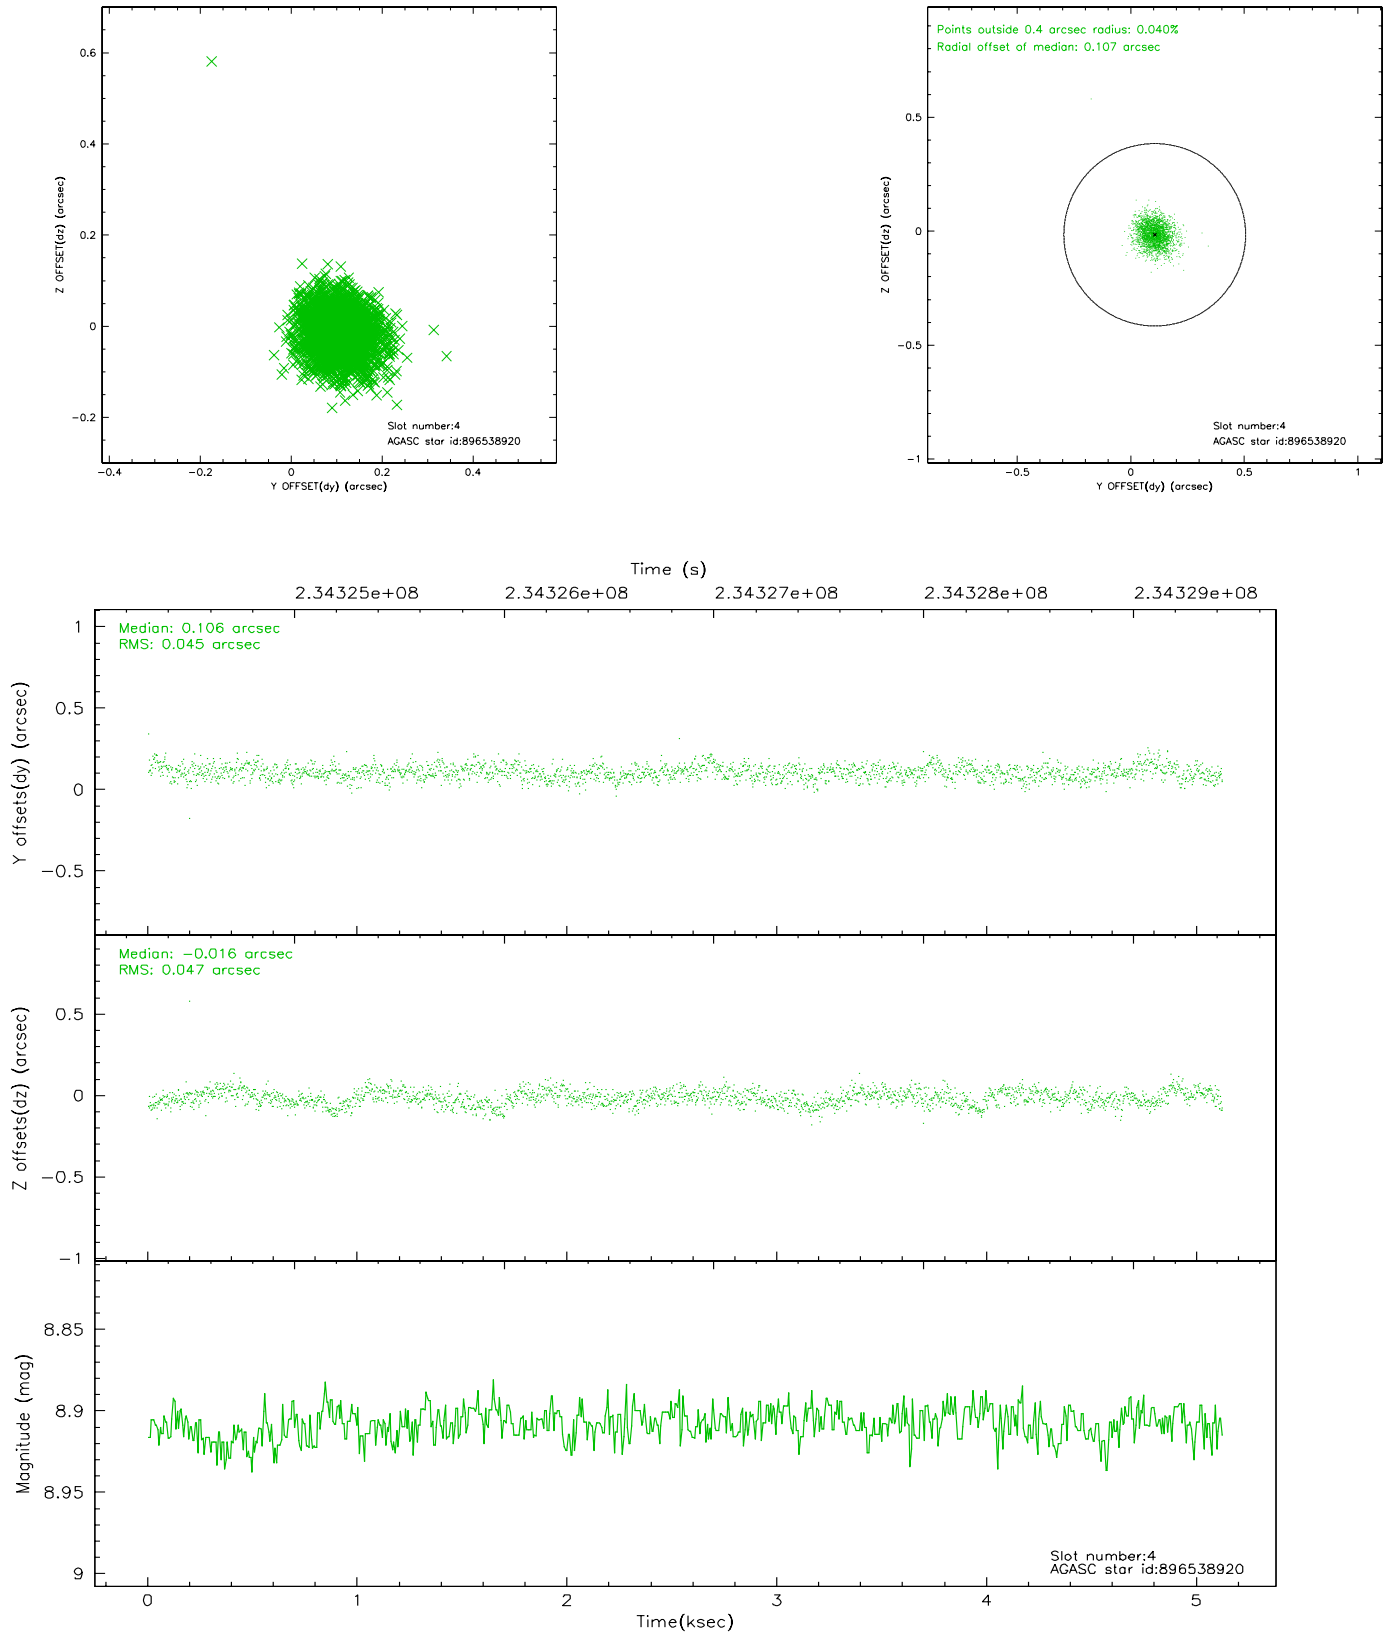 0.6
0.4
0.2
0
−0.2
Z OFFSET(dz) (arcsec)
Slot number:4
AGASC star id:896538920
−0.4 −0.2 0 0.2 0.4
Y OFFSET(dy) (arcsec)
Points outside 0.4 arcsec radius: 0.040%
Radial offset of median: 0.107 arcsec
0.5
0
−0.5
−1
Z OFFSET(dz) (arcsec)
Slot number:4
AGASC star id:896538920
−0.5 0 0.5 1
Y OFFSET(dy) (arcsec)
Time (s)
2.34325e+08 2.34326e+08 2.34327e+08 2.34328e+08 2.34329e+08
Median: 0.106 arcsec
RMS: 0.045 arcsec
1
0.5
0
−0.5
Y offsets(dy) (arcsec)
Median: −0.016 arcsec
RMS: 0.047 arcsec
0.5
0
−0.5
−1
Z offsets(dz) (arcsec)
8.85
8.9
8.95
9
Magnitude (mag)
Slot number:4
AGASC star id:896538920
0 1 2 3 4 5
Time(ksec)